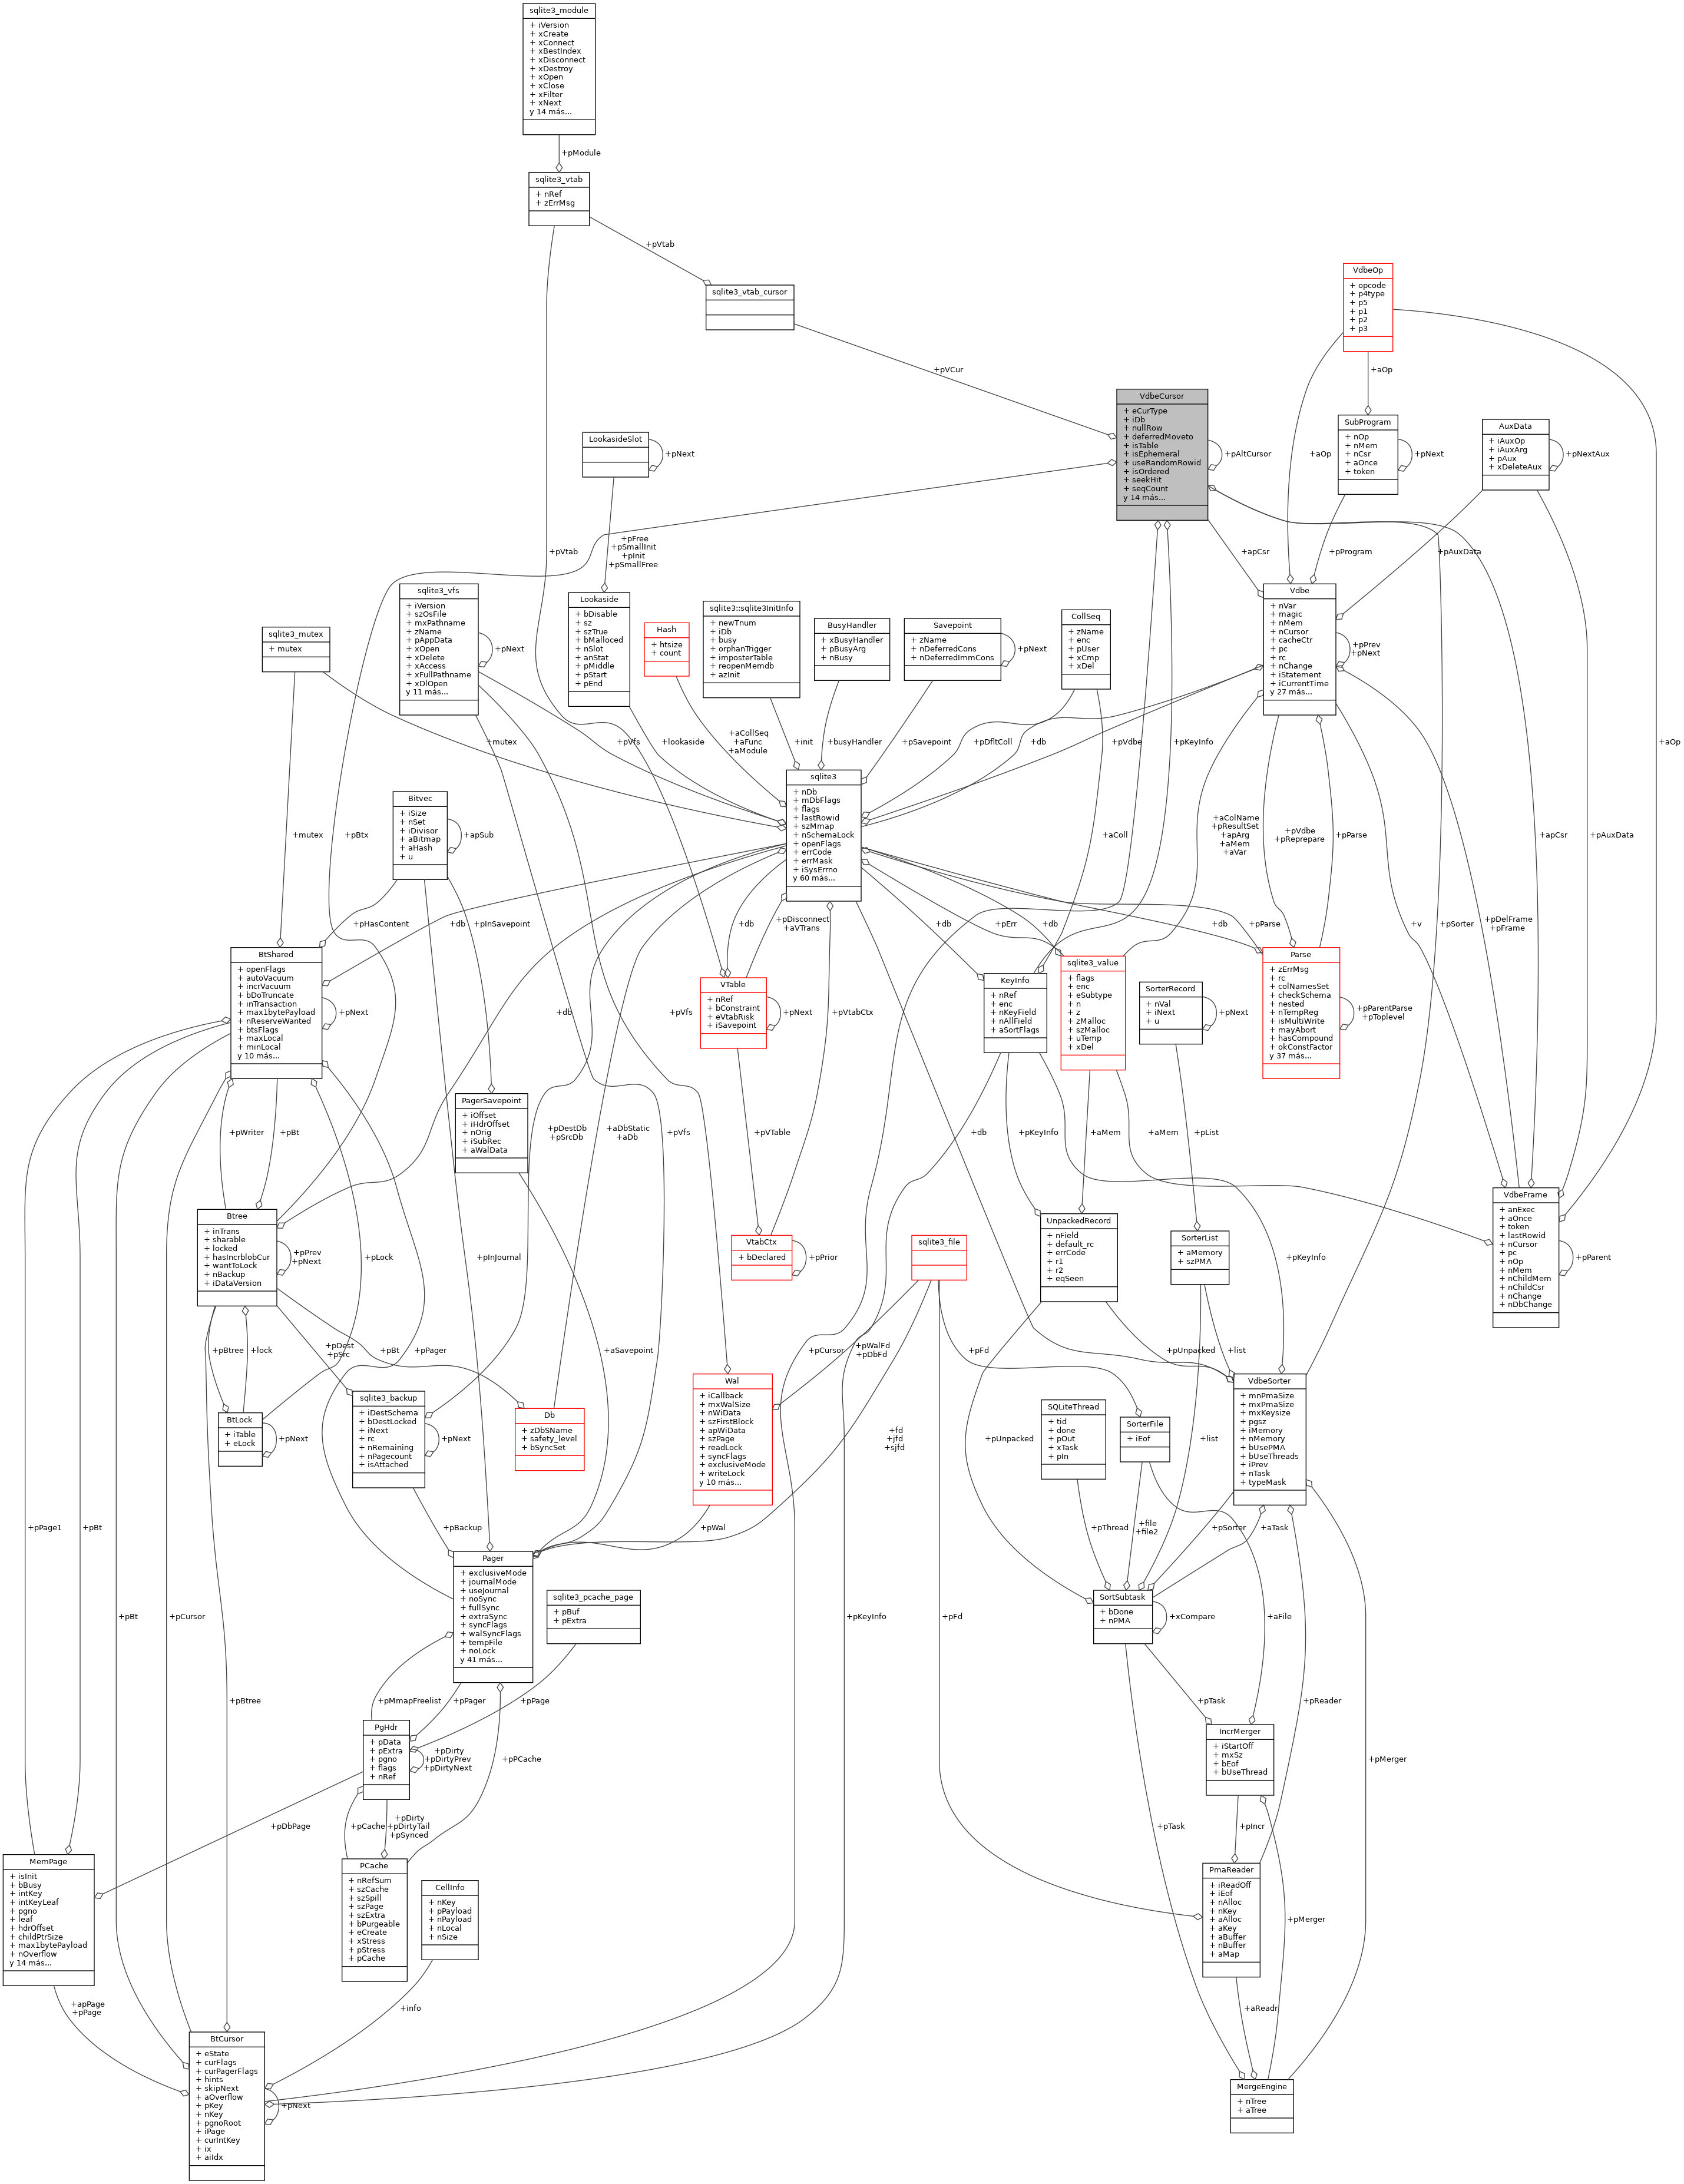 sqlite3_module
+ iVersion
+ xCreate
+ xConnect
+ xBestIndex
+ xDisconnect
+ xDestroy
+ xOpen
+ xClose
+ xFilter
+ xNext
y 14 más...
+pModule
sqlite3_vtab
+ nRef
+ zErrMsg
+pVtab
sqlite3_vtab_cursor
VdbeOp
+ opcode
+ p4type
+ p5
+ p1
+ p2
+ p3
+pVCur
+aOp
VdbeCursor
+ eCurType
+ iDb
+ nullRow
+ deferredMoveto
+ isTable
+ isEphemeral
+ useRandomRowid
+ isOrdered
+ seekHit
+ seqCount
y 14 más...
+pAltCursor
SubProgram
+ nOp
+ nMem
+ nCsr
+ aOnce
+ token
+pNext
AuxData
+ iAuxOp
+ iAuxArg
+ pAux
+ xDeleteAux
+pNextAux
+aOp
LookasideSlot
+pNext
+pFree
+pSmallInit
+pInit
+pSmallFree
+pVtab
+apCsr
+pProgram
+pAuxData
+pKeyInfo
sqlite3_vfs
+ iVersion
+ szOsFile
+ mxPathname
+ zName
+ pAppData
+ xOpen
+ xDelete
+ xAccess
+ xFullPathname
+ xDlOpen
y 11 más...
+pNext
Lookaside
+ bDisable
+ sz
+ szTrue
+ bMalloced
+ nSlot
+ anStat
+ pMiddle
+ pStart
+ pEnd
Hash
+ htsize
+ count
sqlite3::sqlite3InitInfo
+ newTnum
+ iDb
+ busy
+ orphanTrigger
+ imposterTable
+ reopenMemdb
+ azInit
BusyHandler
+ xBusyHandler
+ pBusyArg
+ nBusy
Savepoint
+ zName
+ nDeferredCons
+ nDeferredImmCons
+pNext
CollSeq
+ zName
+ enc
+ pUser
+ xCmp
+ xDel
Vdbe
+ nVar
+ magic
+ nMem
+ nCursor
+ cacheCtr
+ pc
+ rc
+ nChange
+ iStatement
+ iCurrentTime
y 27 más...
+pPrev
+pNext
sqlite3_mutex
+ mutex
+mutex
+pVfs
+lookaside
+aCollSeq
+aFunc
+aModule
+init
+busyHandler
+pSavepoint
+pDfltColl
+db
+pVdbe
+aOp
sqlite3
+ nDb
+ mDbFlags
+ flags
+ lastRowid
+ szMmap
+ nSchemaLock
+ openFlags
+ errCode
+ errMask
+ iSysErrno
y 60 más...
Bitvec
+ iSize
+ nSet
+ iDivisor
+ aBitmap
+ aHash
+ u
+apSub
+mutex
+pBtx
+aColl
+aColName
+pResultSet
+apArg
+aMem
+aVar
+pVdbe
+pReprepare
+pParse
+apCsr
+pAuxData
+pHasContent
+db
+pInSavepoint
+db
+pDisconnect
+aVTrans
+db
+pErr
+db
+db
+pParse
+v
+pSorter
+pDelFrame
+pFrame
BtShared
+ openFlags
+ autoVacuum
+ incrVacuum
+ bDoTruncate
+ inTransaction
+ max1bytePayload
+ nReserveWanted
+ btsFlags
+ maxLocal
+ minLocal
y 10 más...
+pNext
+db
+pVfs
VTable
+ nRef
+ bConstraint
+ eVtabRisk
+ iSavepoint
+pNext
+pVtabCtx
KeyInfo
+ nRef
+ enc
+ nKeyField
+ nAllField
+ aSortFlags
sqlite3_value
+ flags
+ enc
+ eSubtype
+ n
+ z
+ zMalloc
+ szMalloc
+ uTemp
+ xDel
SorterRecord
+ nVal
+ iNext
+ u
+pNext
Parse
+ zErrMsg
+ rc
+ colNamesSet
+ checkSchema
+ nested
+ nTempReg
+ isMultiWrite
+ mayAbort
+ hasCompound
+ okConstFactor
y 37 más...
+pParentParse
+pToplevel
PagerSavepoint
+ iOffset
+ iHdrOffset
+ nOrig
+ iSubRec
+ aWalData
+pWriter
+pBt
+pDestDb
+pSrcDb
+aDbStatic
+aDb
+pVfs
+pVTable
+db
+pKeyInfo
+aMem
+aMem
+pList
Btree
+ inTrans
+ sharable
+ locked
+ hasIncrblobCur
+ wantToLock
+ nBackup
+ iDataVersion
+pPrev
+pNext
+pLock
+pInJournal
VtabCtx
+ bDeclared
+pPrior
sqlite3_file
UnpackedRecord
+ nField
+ default_rc
+ errCode
+ r1
+ r2
+ eqSeen
SorterList
+ aMemory
+ szPMA
+pKeyInfo
VdbeFrame
+ anExec
+ aOnce
+ token
+ lastRowid
+ nCursor
+ pc
+ nOp
+ nMem
+ nChildMem
+ nChildCsr
+ nChange
+ nDbChange
+pParent
+pBtree
+lock
+pDest
+pSrc
+pBt
+pPager
+aSavepoint
+pCursor
+pWalFd
+pDbFd
+pFd
+pUnpacked
+list
BtLock
+ iTable
+ eLock
+pNext
sqlite3_backup
+ iDestSchema
+ bDestLocked
+ iNext
+ rc
+ nRemaining
+ nPagecount
+ isAttached
+pNext
Db
+ zDbSName
+ safety_level
+ bSyncSet
Wal
+ iCallback
+ mxWalSize
+ nWiData
+ szFirstBlock
+ apWiData
+ szPage
+ readLock
+ syncFlags
+ exclusiveMode
+ writeLock
y 10 más...
+fd
+jfd
+sjfd
+pUnpacked
SQLiteThread
+ tid
+ done
+ pOut
+ xTask
+ pIn
SorterFile
+ iEof
+list
VdbeSorter
+ mnPmaSize
+ mxPmaSize
+ mxKeysize
+ pgsz
+ iMemory
+ nMemory
+ bUsePMA
+ bUseThreads
+ iPrev
+ nTask
+ typeMask
+pPage1
+pBt
+pBackup
+pWal
+pThread
+file
+file2
+pSorter
+aTask
Pager
+ exclusiveMode
+ journalMode
+ useJournal
+ noSync
+ fullSync
+ extraSync
+ syncFlags
+ walSyncFlags
+ tempFile
+ noLock
y 41 más...
sqlite3_pcache_page
+ pBuf
+ pExtra
SortSubtask
+ bDone
+ nPMA
+xCompare
+pBt
+pCursor
+pKeyInfo
+pFd
+aFile
+pBtree
+pMmapFreelist
+pPager
+pPage
+pTask
+pReader
PgHdr
+ pData
+ pExtra
+ pgno
+ flags
+ nRef
+pDirty
+pDirtyPrev
+pDirtyNext
+pPCache
IncrMerger
+ iStartOff
+ mxSz
+ bEof
+ bUseThread
+pMerger
+pDbPage
+pCache
+pDirty
+pDirtyTail
+pSynced
+pTask
+pIncr
MemPage
+ isInit
+ bBusy
+ intKey
+ intKeyLeaf
+ pgno
+ leaf
+ hdrOffset
+ childPtrSize
+ max1bytePayload
+ nOverflow
y 14 más...
PCache
+ nRefSum
+ szCache
+ szSpill
+ szPage
+ szExtra
+ bPurgeable
+ eCreate
+ xStress
+ pStress
+ pCache
CellInfo
+ nKey
+ pPayload
+ nPayload
+ nLocal
+ nSize
PmaReader
+ iReadOff
+ iEof
+ nAlloc
+ nKey
+ aAlloc
+ aKey
+ aBuffer
+ nBuffer
+ aMap
+pMerger
+apPage
+pPage
+info
+aReadr
BtCursor
+ eState
+ curFlags
+ curPagerFlags
+ hints
+ skipNext
+ aOverflow
+ pKey
+ nKey
+ pgnoRoot
+ iPage
+ curIntKey
+ ix
+ aiIdx
+pNext
MergeEngine
+ nTree
+ aTree